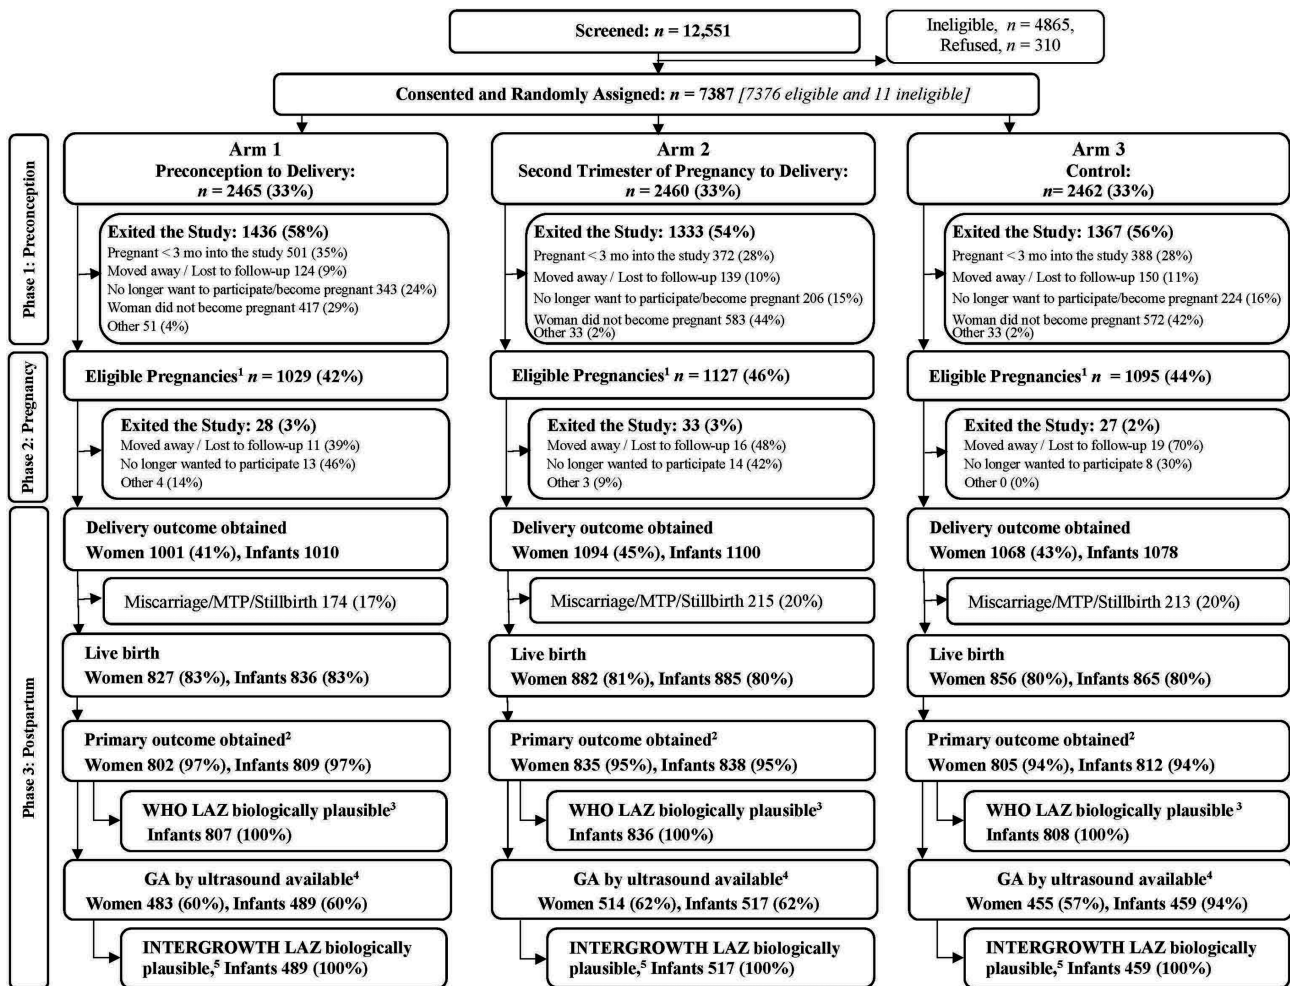 Screened: n = 12,551
Ineligible, n = 4865,
Refused, n = 310
Consented and Randomly Assigned: n = 7387 [7376 eligible and 11 ineligible]
Phase 1: Preconception
Arm 1
Preconception to Delivery:
n = 2465 (33%)
Arm 2
Second Trimester of Pregnancy to Delivery:
n = 2460 (33%)
Arm 3
Control:
n= 2462 (33%)
Exited the Study: 1436 (58%)
Pregnant < 3 mo into the study 501 (35%)
Moved away / Lost to follow-up 124 (9%)
No longer want to participate/become pregnant 343 (24%)
Woman did not become pregnant 417 (29%)
Other 51 (4%)
Exited the Study: 1333 (54%)
Pregnant < 3 mo into the study 372 (28%)
Moved away / Lost to follow-up 139 (10%)
No longer want to participate/become pregnant 206 (15%)
Woman did not become pregnant 583 (44%)
Other 33 (2%)
Exited the Study: 1367 (56%)
Pregnant < 3 mo into the study 388 (28%)
Moved away / Lost to follow-up 150 (11%)
No longer want to participate/become pregnant 224 (16%)
Woman did not become pregnant 572 (42%)
Other 33 (2%)
Phase 2: Pregnancy
Eligible Pregnancies¹ n = 1029 (42%)
Eligible Pregnancies¹ n = 1127 (46%)
Eligible Pregnancies¹ n = 1095 (44%)
Exited the Study: 28 (3%)
Moved away / Lost to follow-up 11 (39%)
No longer wanted to participate 13 (46%)
Other 4 (14%)
Exited the Study: 33 (3%)
Moved away / Lost to follow-up 16 (48%)
No longer wanted to participate 14 (42%)
Other 3 (9%)
Exited the Study: 27 (2%)
Moved away / Lost to follow-up 19 (70%)
No longer wanted to participate 8 (30%)
Other 0 (0%)
Phase 3: Postpartum
Delivery outcome obtained
Women 1001 (41%), Infants 1010
Delivery outcome obtained
Women 1094 (45%), Infants 1100
Delivery outcome obtained
Women 1068 (43%), Infants 1078
Miscarriage/MTP/Stillbirth 174 (17%)
Miscarriage/MTP/Stillbirth 215 (20%)
Miscarriage/MTP/Stillbirth 213 (20%)
Live birth
Women 827 (83%), Infants 836 (83%)
Live birth
Women 882 (81%), Infants 885 (80%)
Live birth
Women 856 (80%), Infants 865 (80%)
Primary outcome obtained²
Women 802 (97%), Infants 809 (97%)
Primary outcome obtained²
Women 835 (95%), Infants 838 (95%)
Primary outcome obtained²
Women 805 (94%), Infants 812 (94%)
WHO LAZ biologically plausible³
Infants 807 (100%)
WHO LAZ biologically plausible³
Infants 836 (100%)
WHO LAZ biologically plausible ³
Infants 808 (100%)
GA by ultrasound available⁴
Women 483 (60%), Infants 489 (60%)
GA by ultrasound available⁴
Women 514 (62%), Infants 517 (62%)
GA by ultrasound available⁴
Women 455 (57%), Infants 459 (94%)
INTERGROWTH LAZ biologically
plausible,⁵ Infants 489 (100%)
INTERGROWTH LAZ biologically
plausible,⁵ Infants 517 (100%)
INTERGROWTH LAZ biologically
plausible,⁵ Infants 459 (100%)